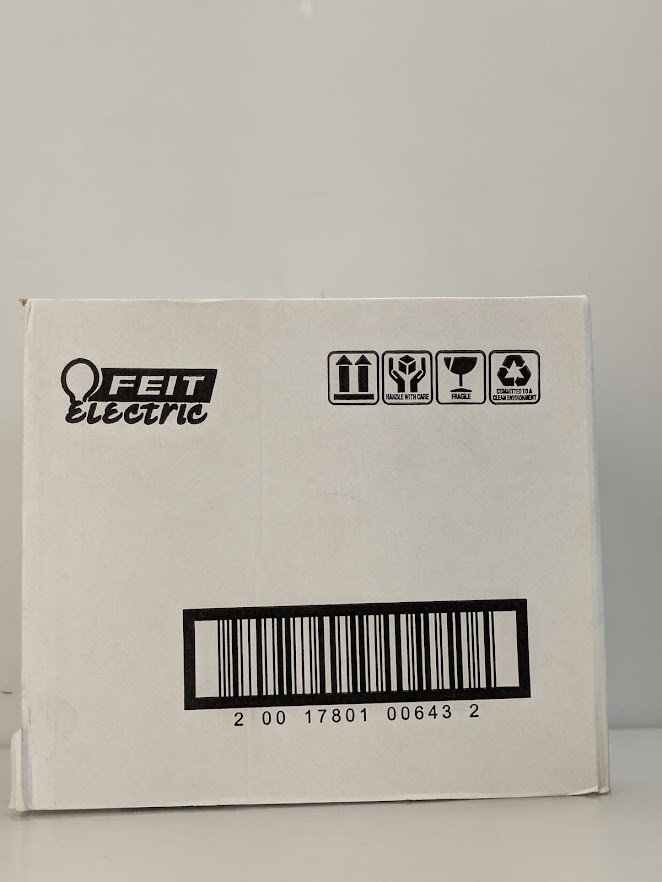 FEIT
Electric
HANDLE WITH CARE
FRAGILE
COMMITTED TO A
CLEAN ENVIRONMENT
2 00 17801 00643 2